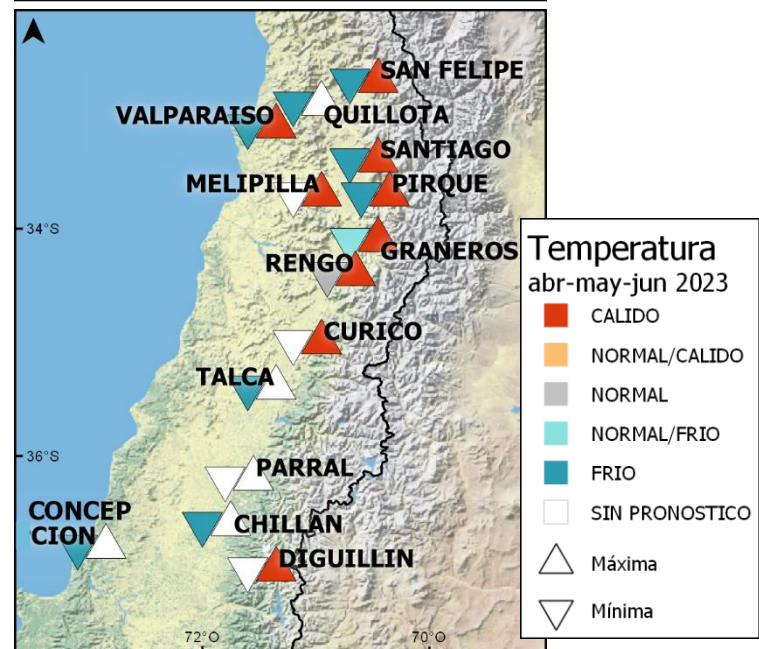 SAN FELIPE
VALPARAISO
QUILLOTA
SANTIAGO
MELIPILLA
PIRQUE
34°S
GRANEROS
RENGO
CURICO
TALCA
36°S
PARRAL
CONCEP
CION
CHILLAN
DIGUILLIN
72°O
70°O
Temperatura
abr-may-jun 2023
CALIDO
NORMAL/CALIDO
NORMAL
NORMAL/FRIO
FRIO
SIN PRONOSTICO
Máxima
Mínima